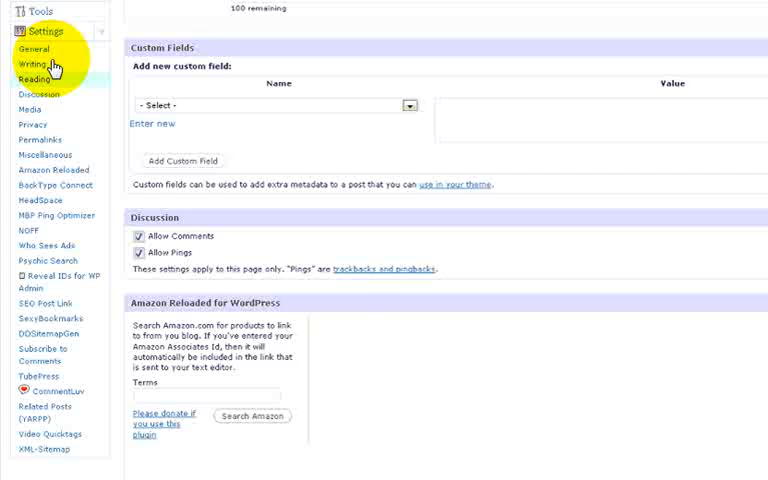 Tools
Settings
General
Writing
Reading
Discussion
Media
Privacy
Permalinks
Miscellaneous
Amazon Reloaded
BackType Connect
HeadSpace
MBP Ping Optimizer
NOFF
Who Sees Ads
Psychic Search
Reveal IDs for WP
Admin
SEO Post Link
SexyBookmarks
DDSitemapGen
Subscribe to
Comments
TubePress
CommentLuv
Related Posts
(YARPP)
Video Quicktags
XML-Sitemap
100 remaining
Custom Fields
Add new custom field:
Name
Value
- Select -
Enter new
Add Custom Field
Custom fields can be used to add extra metadata to a post that you can use in your theme.
Discussion
Allow Comments
Allow Pings
These settings apply to this page only. "Pings" are trackbacks and pingbacks.
Amazon Reloaded for WordPress
Search Amazon.com for products to link
to from you blog. If you've entered your
Amazon Associates Id, then it will
automatically be included in the link that
is sent to your text editor.
Terms
Please donate if
you use this
plugin
Search Amazon